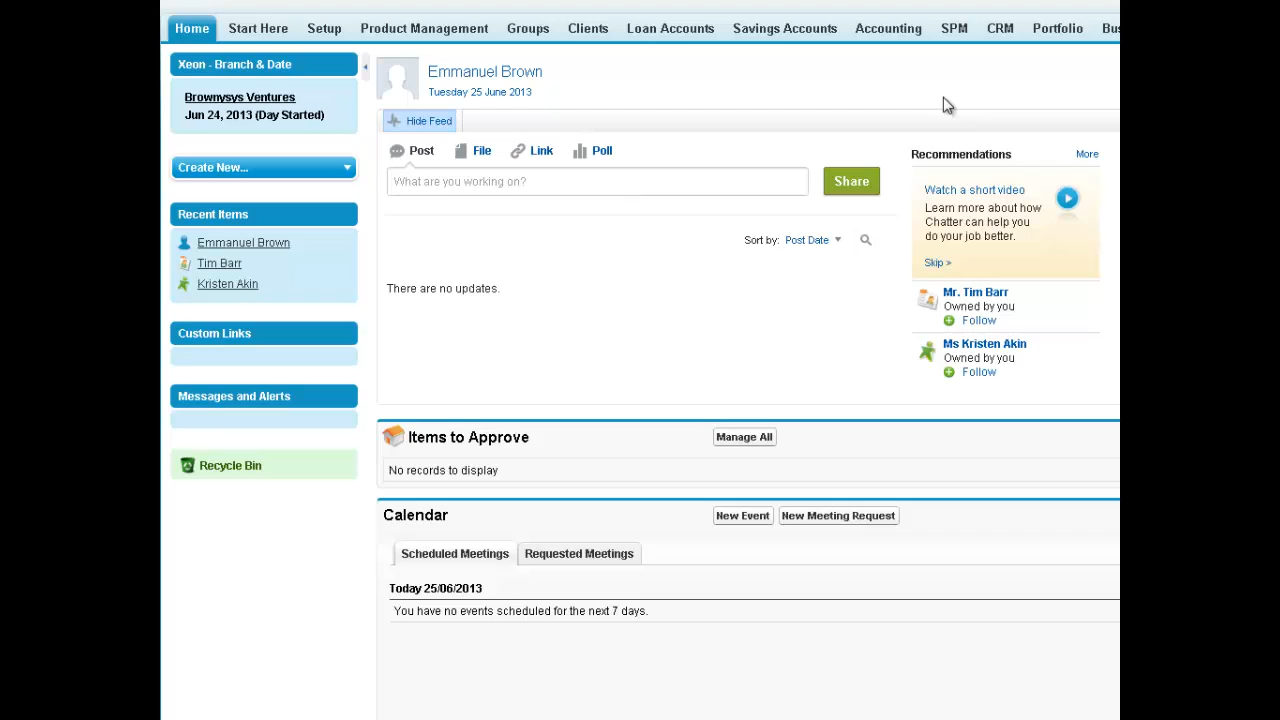 Home Start Here Setup Product Management Groups Clients Loan Accounts Savings Accounts Accounting SPM CRM Portfolio Bus
Xeon - Branch & Date
Brownysys Ventures
Jun 24, 2013 (Day Started)
Create New...
Recent Items
Emmanuel Brown
Tim Barr
Kristen Akin
Custom Links
Messages and Alerts
Recycle Bin
Emmanuel Brown
Tuesday 25 June 2013
Hide Feed
Post File Link Poll
What are you working on?
Share
Sort by: Post Date
There are no updates.
Recommendations More
Watch a short video
Learn more about how
Chatter can help you
do your job better.
Skip »
Mr. Tim Barr
Owned by you
Follow
Ms Kristen Akin
Owned by you
Follow
Items to Approve Manage All
No records to display
Calendar New Event New Meeting Request
Scheduled Meetings Requested Meetings
Today 25/06/2013
You have no events scheduled for the next 7 days.